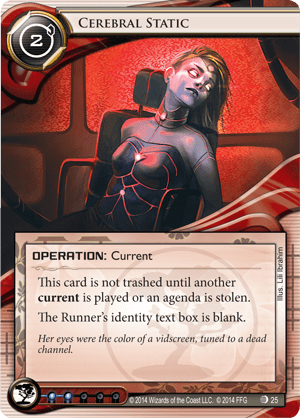 CEREBRAL STATIC
2
OPERATION: Current
This card is not trashed until another
current is played or an agenda is stolen.
The Runner's identity text box is blank.
Her eyes were the color of a vidscreen, tuned to a dead
channel.
Illus. Lili Ibrahim
© 2014 Wizards of the Coast LLC. © 2014 FFG
25